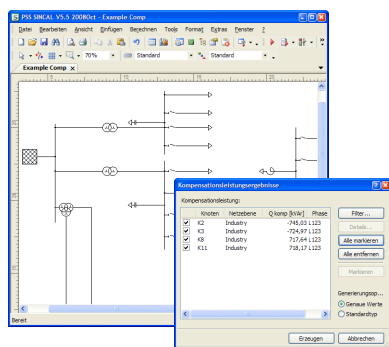 PSS SINCAL V5.5 2008Oct - Example Comp
Datei Bearbeiten Ansicht Einfügen Berechnen Tools Format Extras Fenster ?
70% Standard Standard
Example Comp x
Kompensationsleistungsergebnisse
Kompensationsleistung:
Knoten Netzebene Q komp [kVAr] Phase
K2 Industry -745,03 L123
K3 Industry -724,97 L123
K8 Industry 717,64 L123
K11 Industry 718,17 L123
Filter...
Details...
Alle markieren
Alle entfernen
Markieren
Generierungsop...
Genaue Werte
Standardtyp
Erzeugen Abbrechen
Bereit